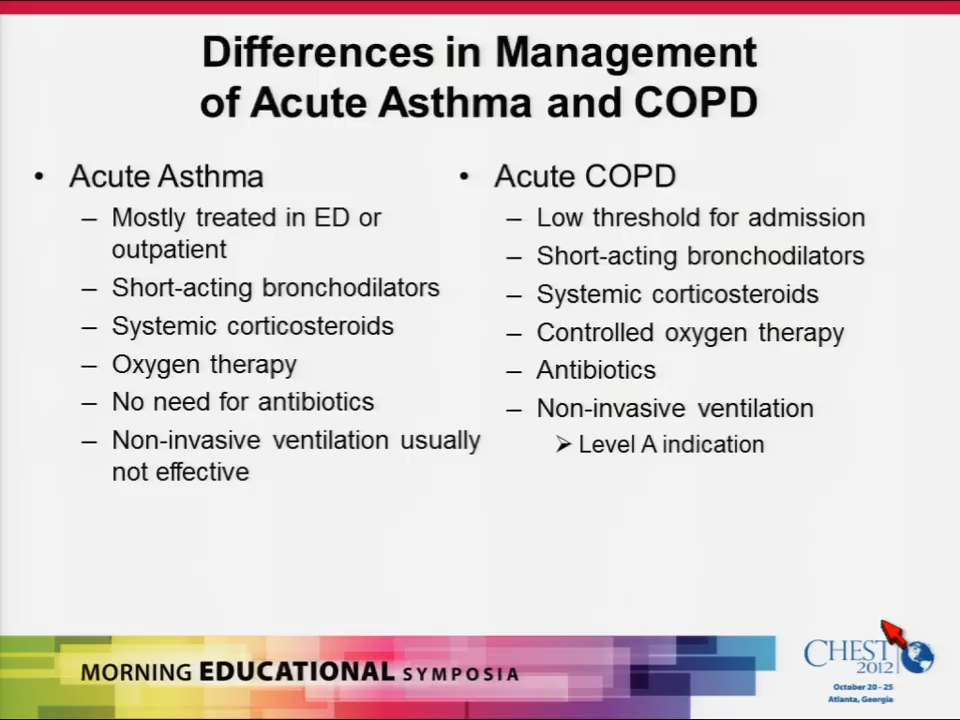 Differences in Management
of Acute Asthma and COPD
• Acute Asthma
– Mostly treated in ED or
outpatient
– Short-acting bronchodilators
– Systemic corticosteroids
– Oxygen therapy
– No need for antibiotics
– Non-invasive ventilation usually
not effective
• Acute COPD
– Low threshold for admission
– Short-acting bronchodilators
– Systemic corticosteroids
– Controlled oxygen therapy
– Antibiotics
– Non-invasive ventilation
➢ Level A indication
MORNING EDUCATIONAL SYMPOSIA
CHEST
2012
October 20 - 25
Atlanta, Georgia